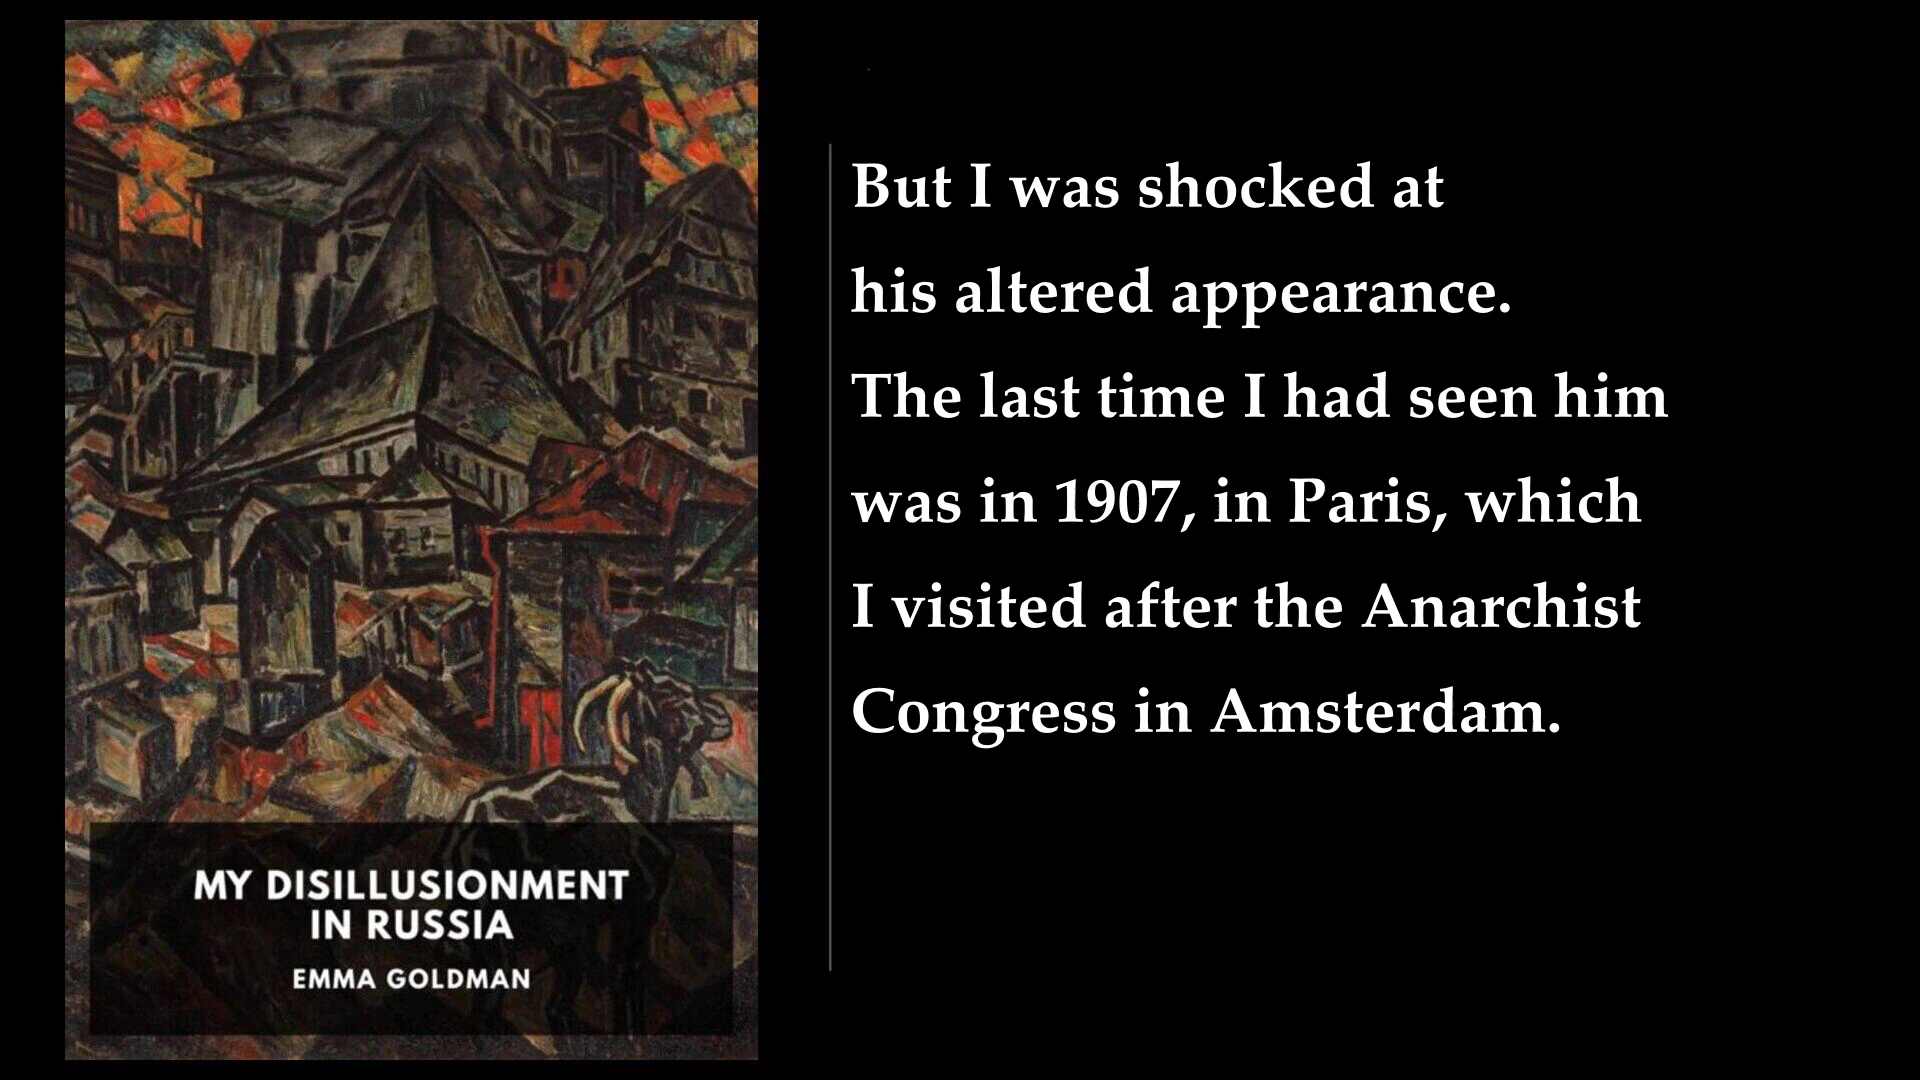 But I was shocked at
his altered appearance.
The last time I had seen him
was in 1907, in Paris, which
I visited after the Anarchist
Congress in Amsterdam.
MY DISILLUSIONMENT
IN RUSSIA
EMMA GOLDMAN